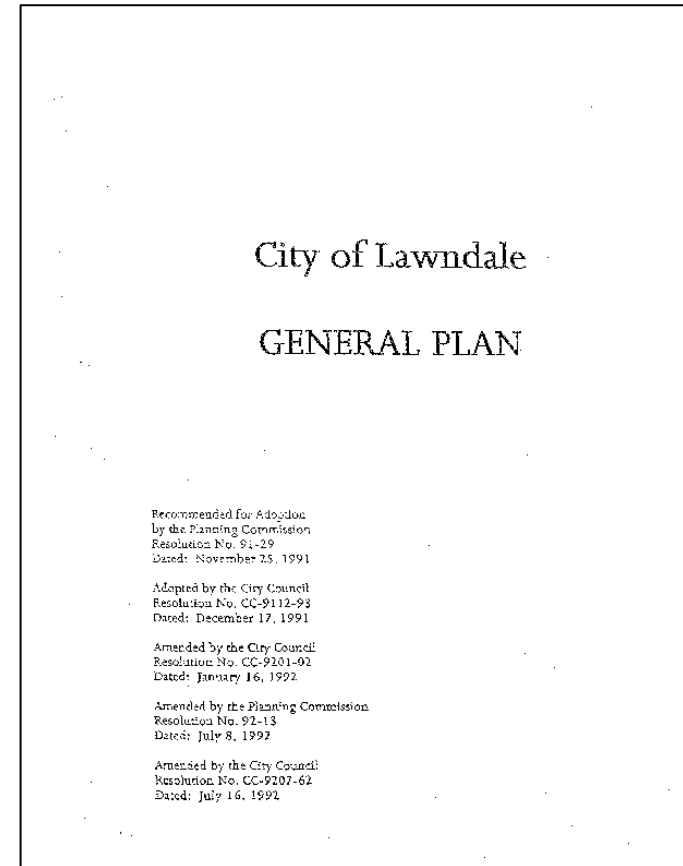 City of Lawndale
GENERAL PLAN
Recommended for Adoption
by the Planning Commission
Resolution No. 91-29
Dated: November 25, 1991
Adopted by the City Council
Resolution No. CC-9112-93
Dated: December 17, 1991
Amended by the City Council
Resolution No. CC-9201-02
Dated: January 16, 1992
Amended by the Planning Commission
Resolution No. 92-13
Dated: July 8, 1992
Amended by the City Council
Resolution No. CC-9207-62
Dated: July 16, 1992